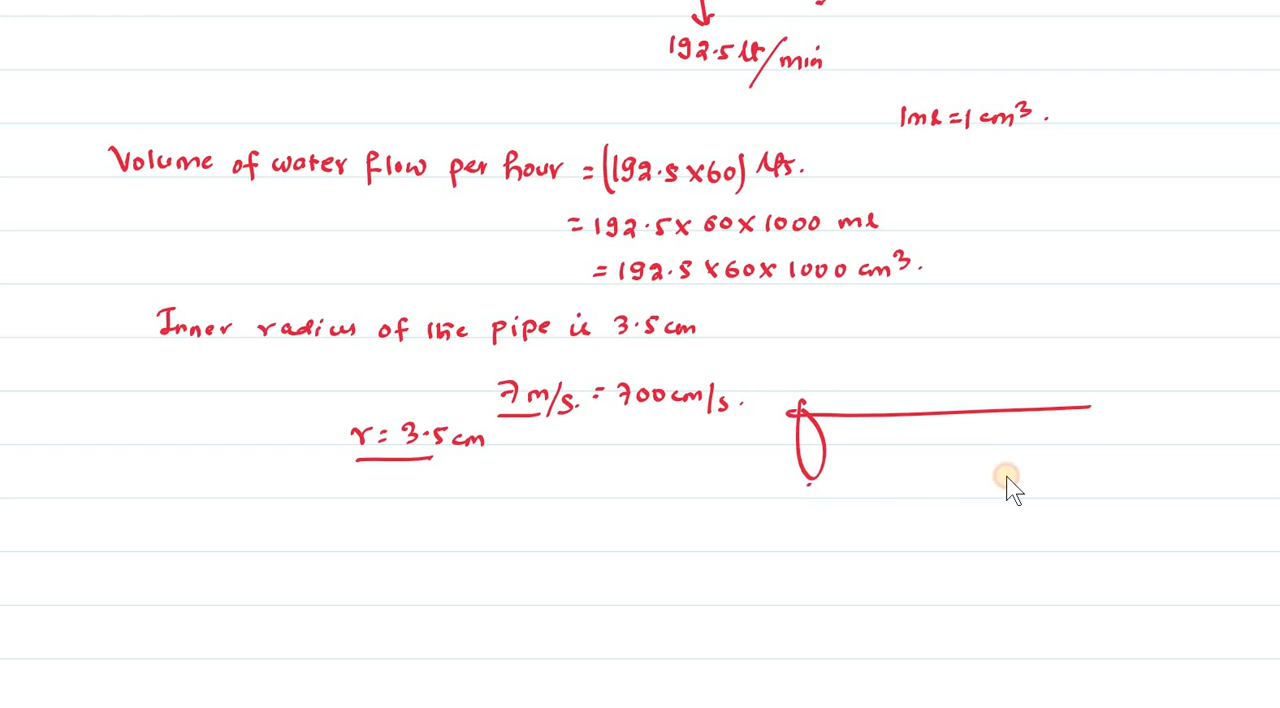 192.5 lt/min
1ml = 1 cm³.
Volume of water flow per hour = (192.5 x 60) lts.
= 192.5 x 60 x 1000 ml
= 192.5 x 60 x 1000 cm³.
Inner radius of the pipe is 3.5 cm
7 m/s. = 700 cm/s.
r = 3.5 cm